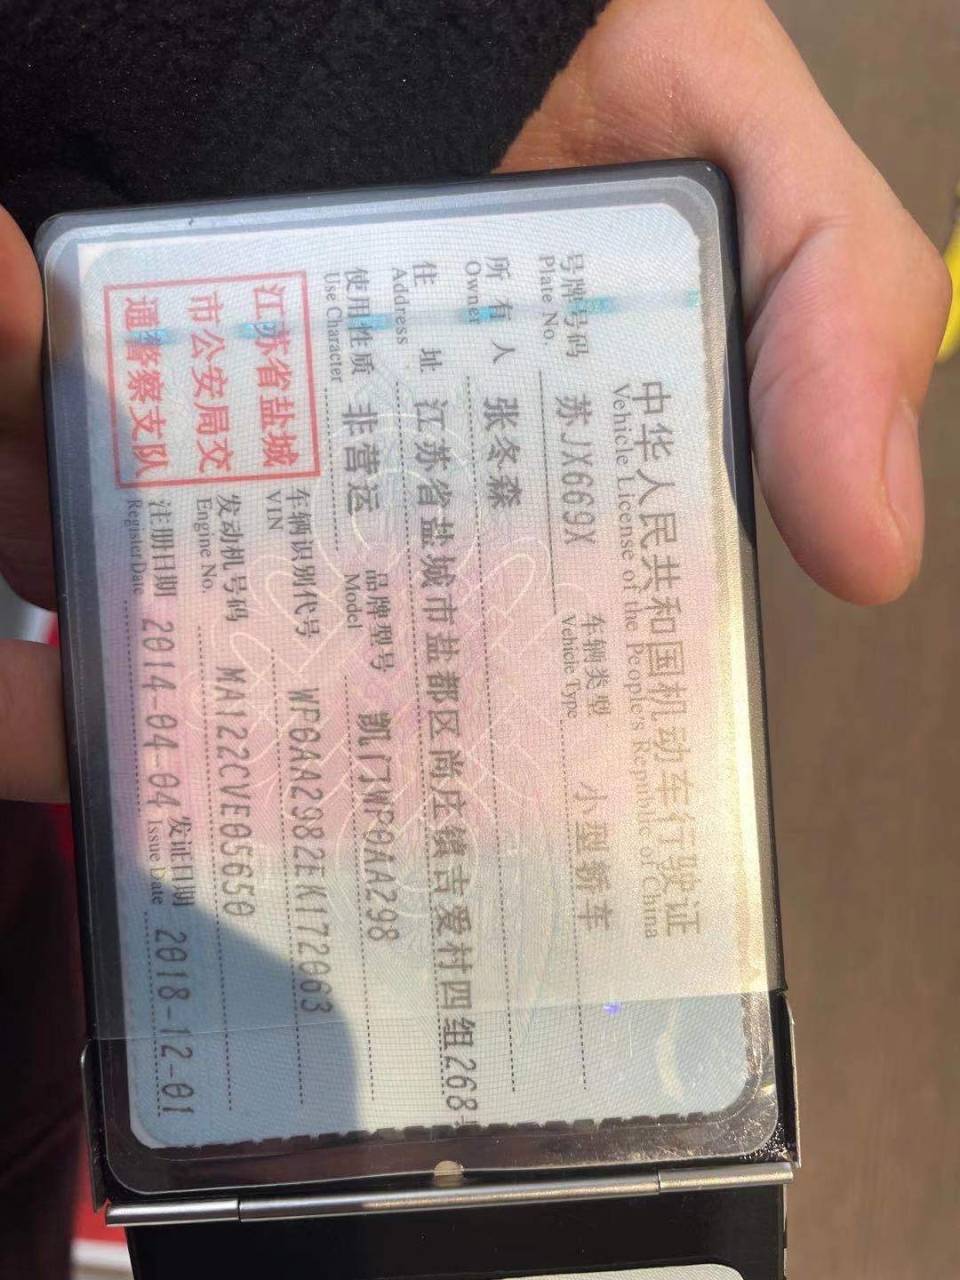 中华人民共和国机动车行驶证
Vehicle License of the People's Republic of China
号牌号码 苏JX669X 车辆类型 小型轿车
Plate No. Vehicle Type
所有人 张冬森
Owner
住址 江苏省盐城市盐都区尚庄镇吉爱村四组268-
Address
使用性质 非营运 品牌型号 凯门WP0AA298
Use Character Model
江苏省盐城
市公安局交
通警察支队
车辆识别代号 WP0AA2982EK172063
VIN
发动机号码 MA122CVE05650
Engine No.
注册日期 2014-04-04 发证日期 2018-12-01
Register Date Issue Date